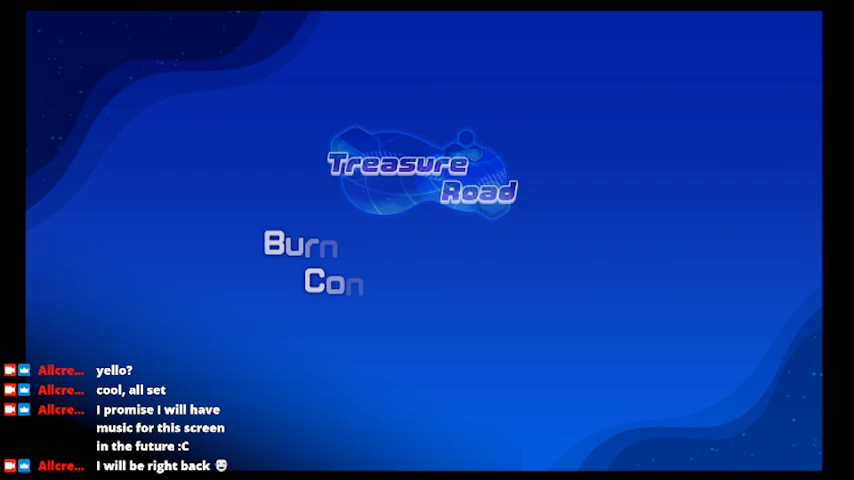 Treasure
Road
Burn
Con
Allcre... yello?
Allcre... cool, all set
Allcre... I promise I will have
music for this screen
in the future :C
Allcre... I will be right back